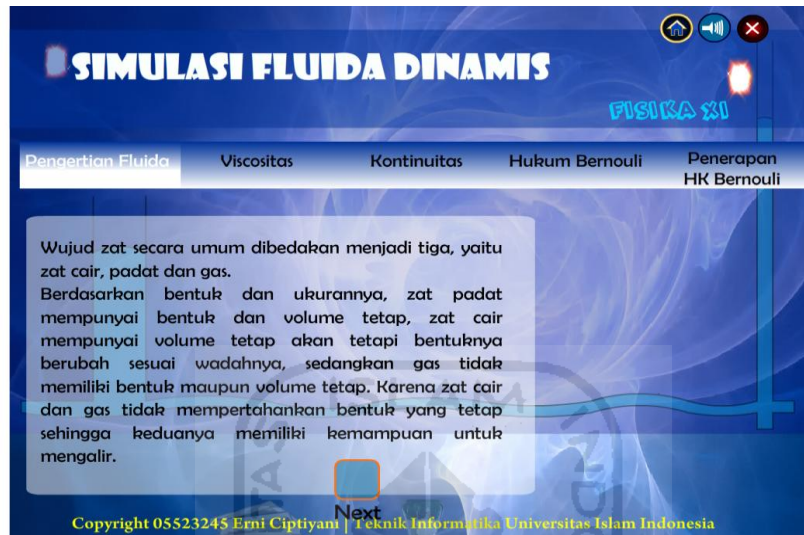 SIMULASI FLUIDA DINAMIS
FISIKA XI
Pengertian Fluida
Viscositas
Kontinuitas
Hukum Bernouli
Penerapan
HK Bernouli
Wujud zat secara umum dibedakan menjadi tiga, yaitu
zat cair, padat dan gas.
Berdasarkan bentuk dan ukurannya, zat padat
mempunyai bentuk dan volume tetap, zat cair
mempunyai volume tetap akan tetapi bentuknya
berubah sesuai wadahnya, sedangkan gas tidak
memiliki bentuk maupun volume tetap. Karena zat cair
dan gas tidak mempertahankan bentuk yang tetap
sehingga keduanya memiliki kemampuan untuk
mengalir.
Next
Copyright 05523245 Erni Ciptiyani | Teknik Informatika Universitas Islam Indonesia